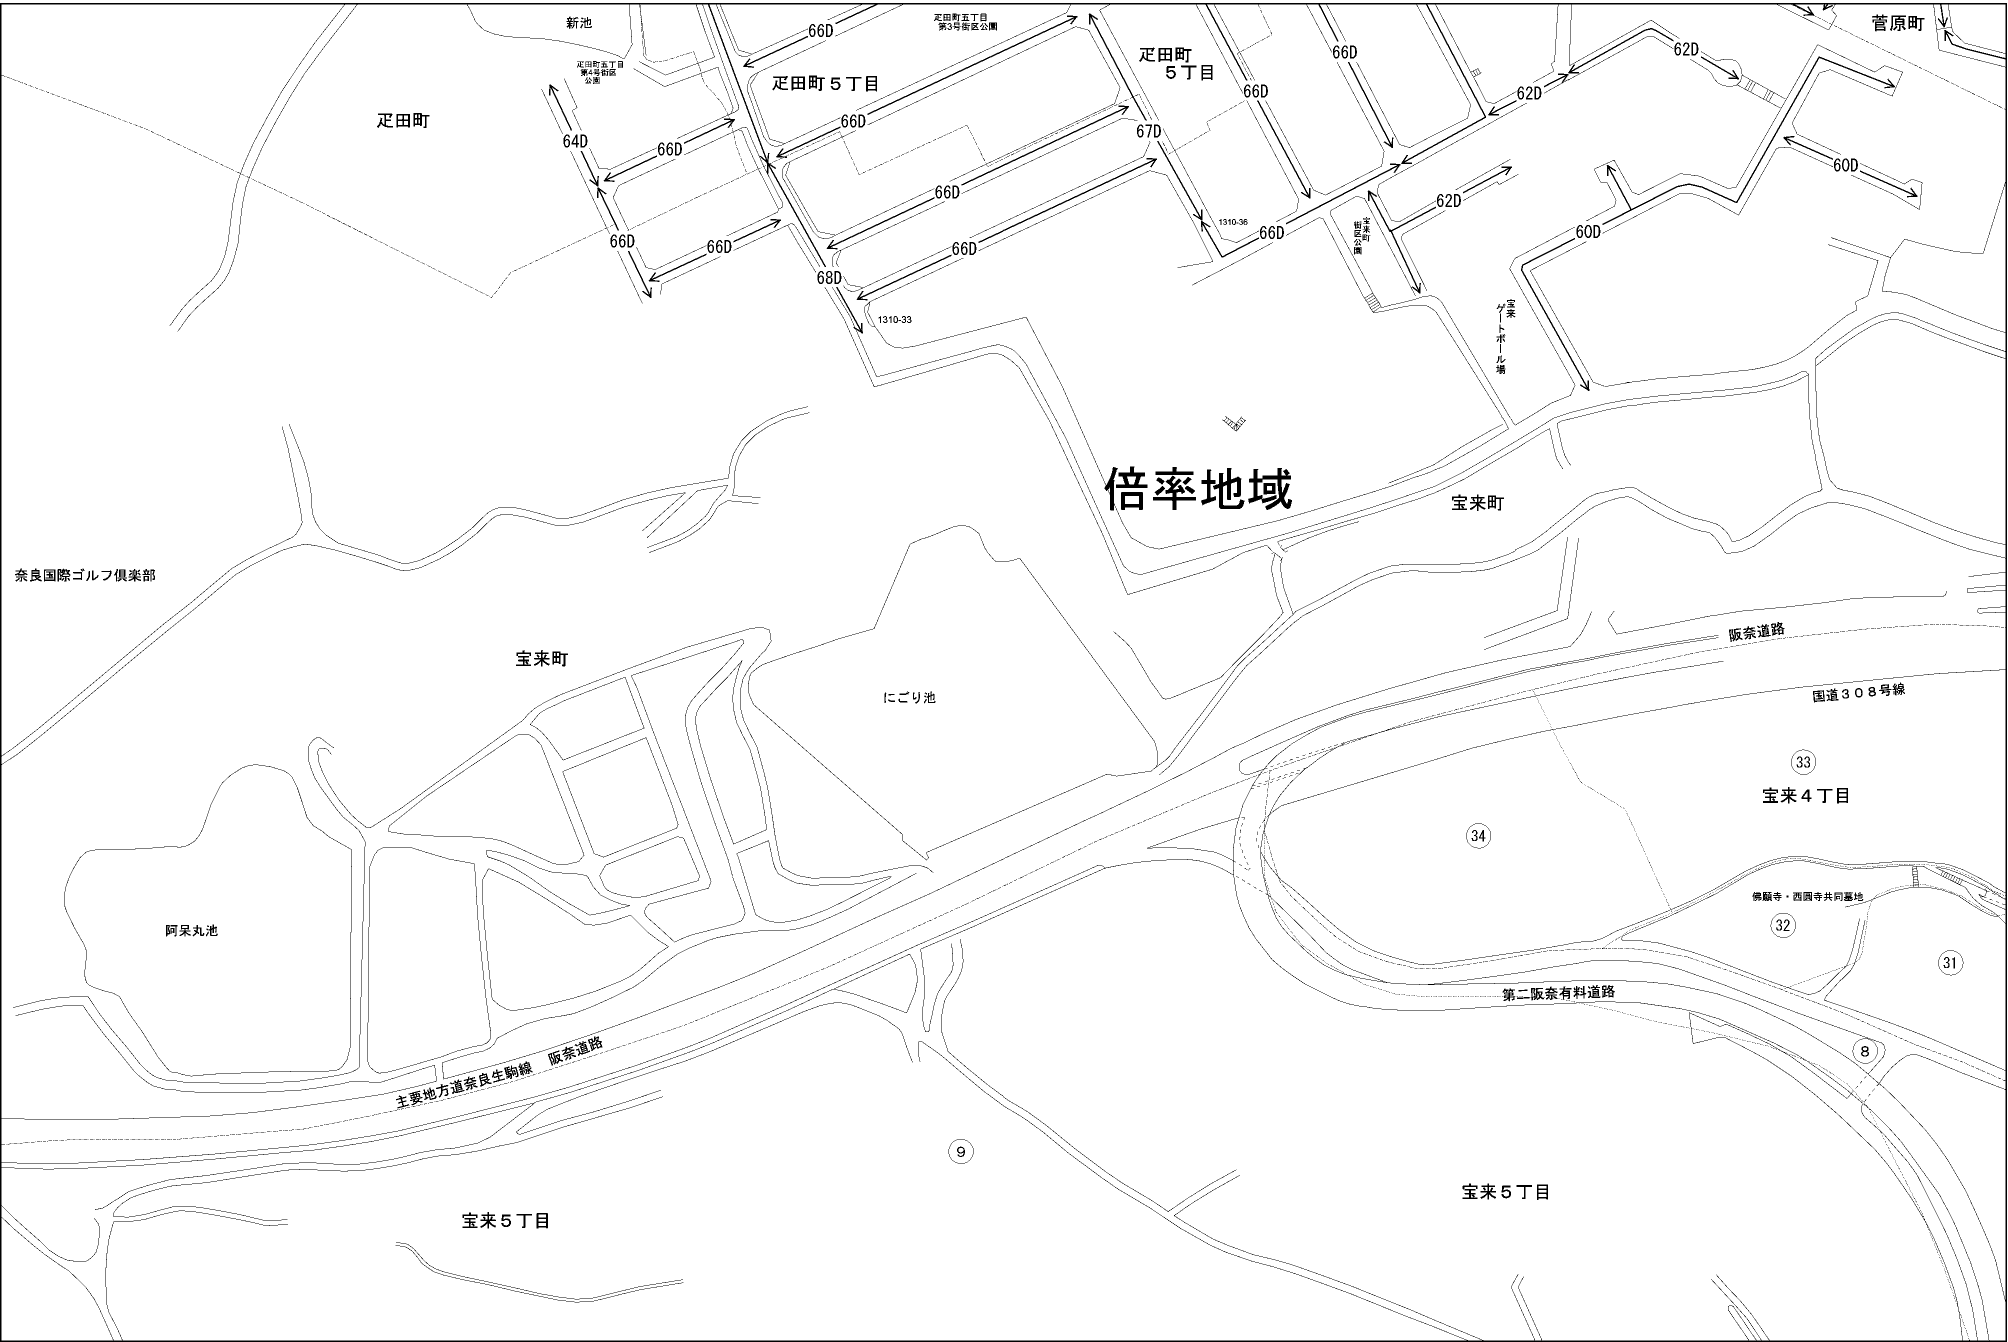 新池
疋田町五丁目
第3号街区公園
菅原町
66D
66D
62D
疋田町
５丁目
疋田町五丁目
第4号街区
公園
疋田町５丁目
66D
62D
疋田町
66D
67D
64D
66D
60D
66D
62D
1310-36
宝来町
街区公園
66D
60D
66D
66D
66D
68D
宝来
ゲートボール場
1310-33
倍率地域
宝来町
奈良国際ゴルフ倶楽部
阪奈道路
宝来町
にごり池
国道３０８号線
33
宝来４丁目
34
佛願寺・西圓寺共同墓地
32
阿呆丸池
31
第二阪奈有料道路
主要地方道奈良生駒線　阪奈道路
8
9
宝来５丁目
宝来５丁目